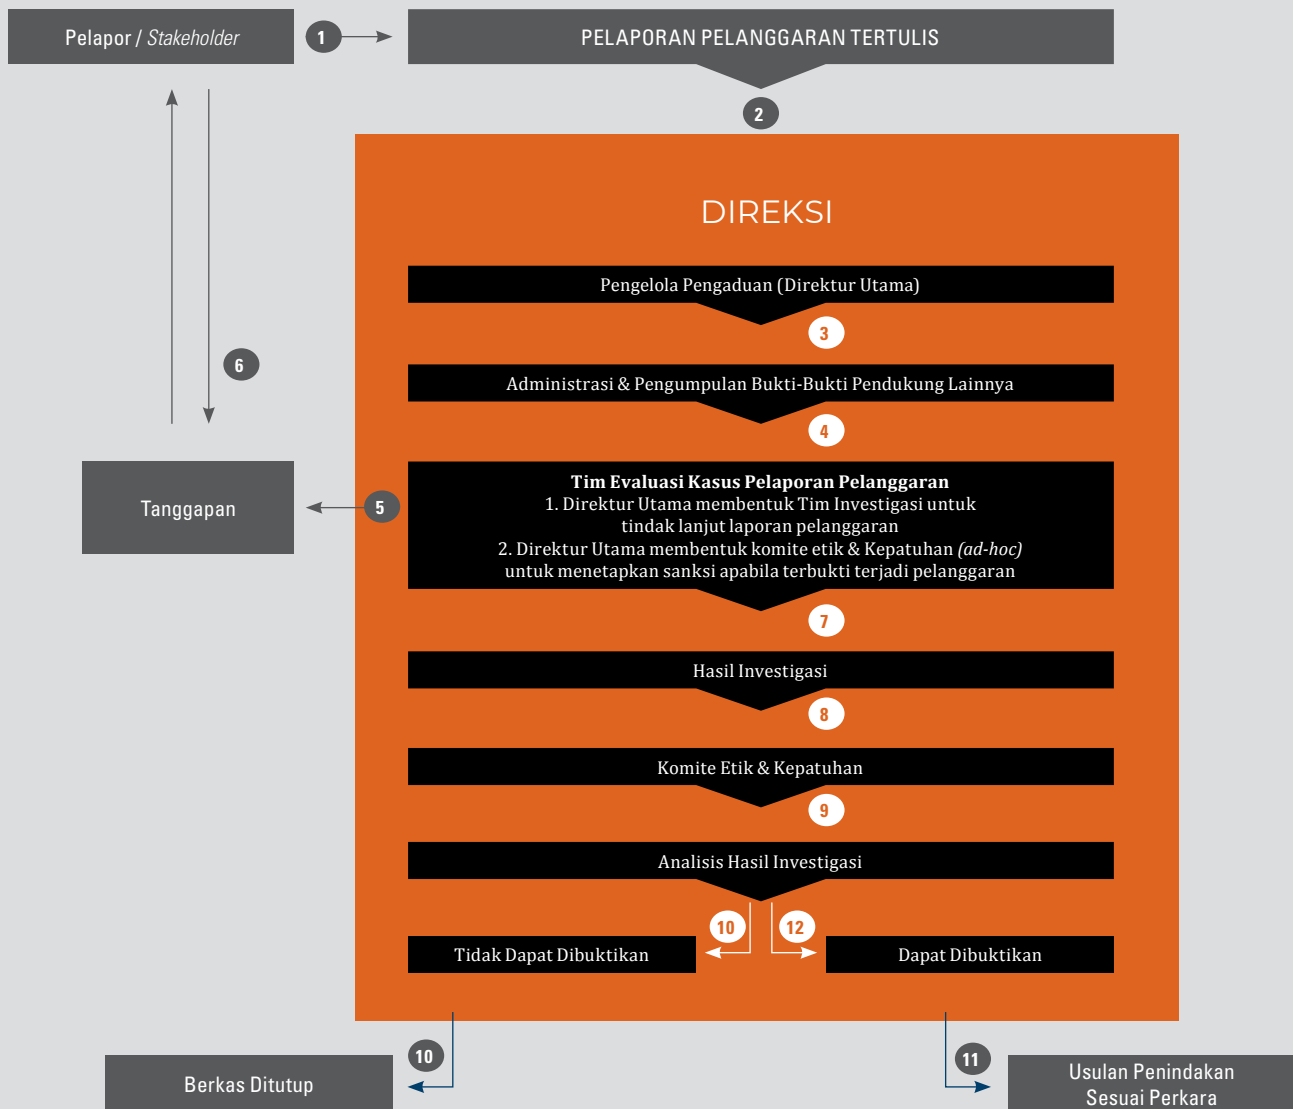 Pelapor / Stakeholder
1
PELAPORAN PELANGGARAN TERTULIS
2
DIREKSI
Pengelola Pengaduan (Direktur Utama)
3
6
Administrasi & Pengumpulan Bukti-Bukti Pendukung Lainnya
4
Tanggapan
5
Tim Evaluasi Kasus Pelaporan Pelanggaran
1. Direktur Utama membentuk Tim Investigasi untuk
tindak lanjut laporan pelanggaran
2. Direktur Utama membentuk komite etik & Kepatuhan (ad-hoc)
untuk menetapkan sanksi apabila terbukti terjadi pelanggaran
7
Hasil Investigasi
8
Komite Etik & Kepatuhan
9
Analisis Hasil Investigasi
10
12
Tidak Dapat Dibuktikan
Dapat Dibuktikan
10
11
Berkas Ditutup
Usulan Penindakan
Sesuai Perkara